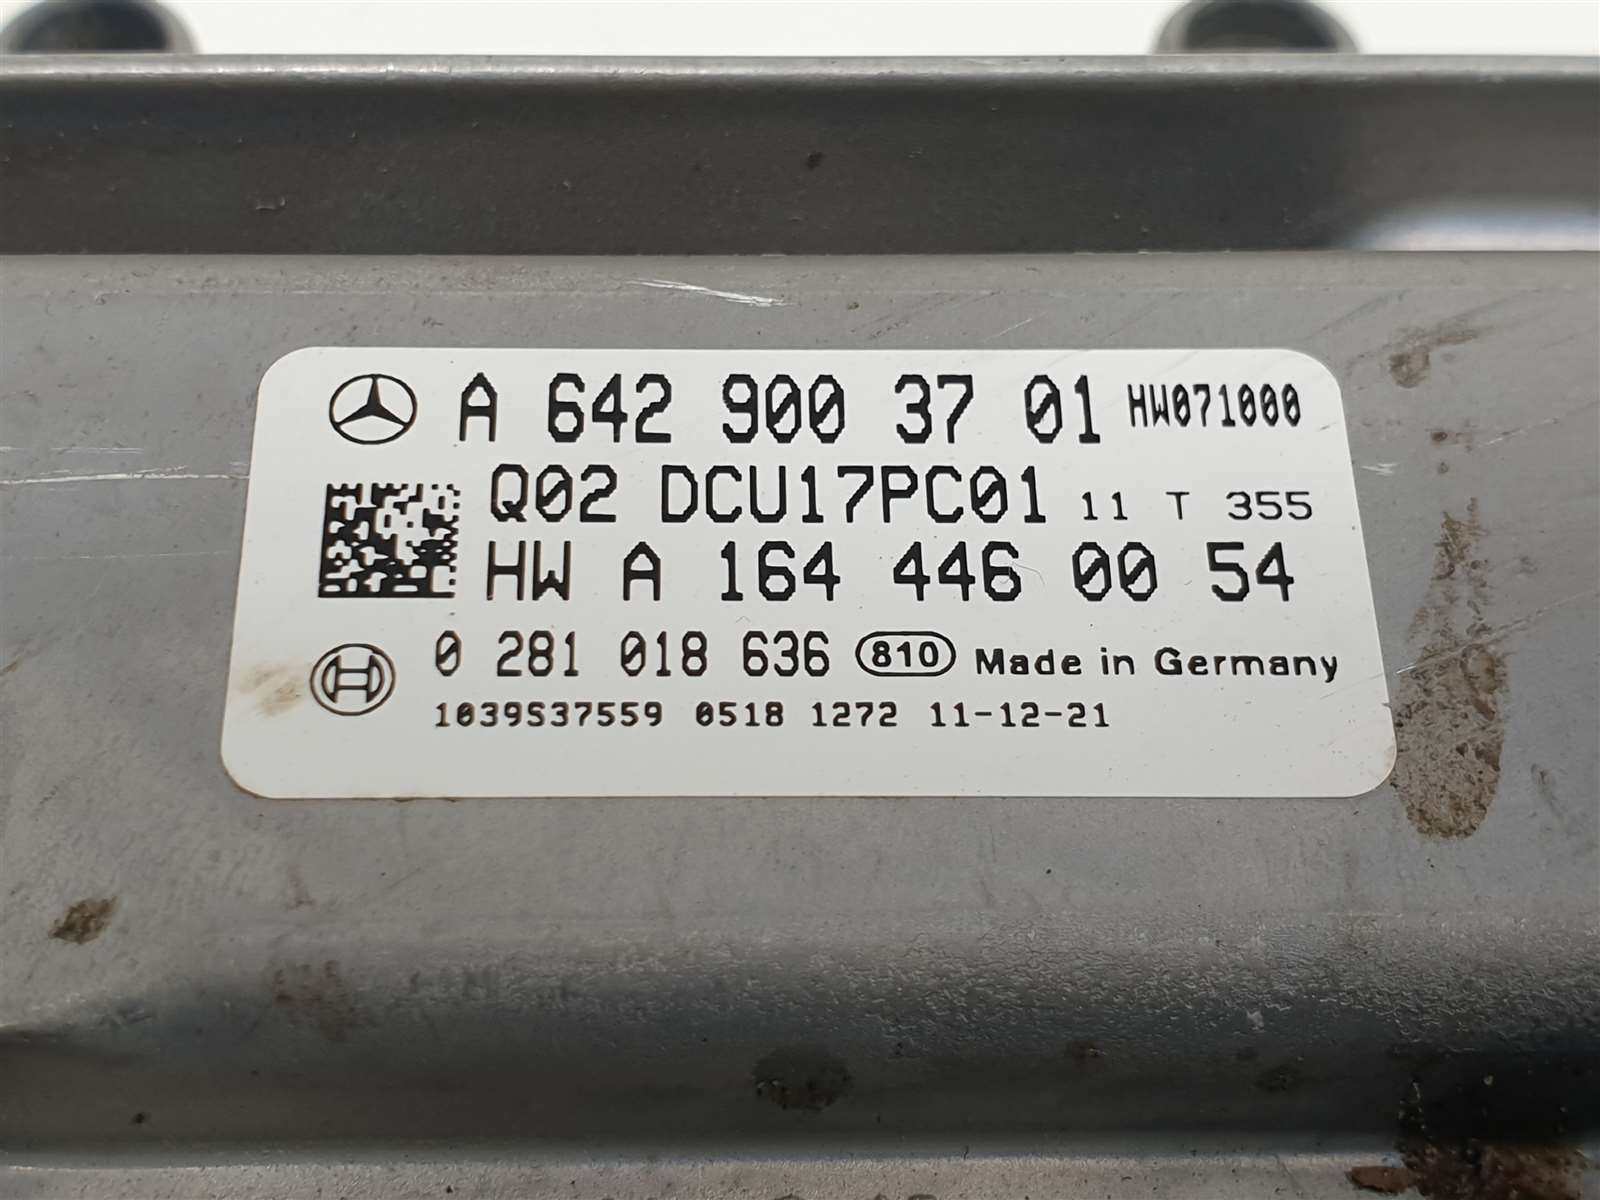 A 642 900 37 01 HW071000
Q02 DCU17PC01 11 T 355
HW A 164 446 00 54
0 281 018 636 810 Made in Germany
1039S37559 0518 1272 11-12-21